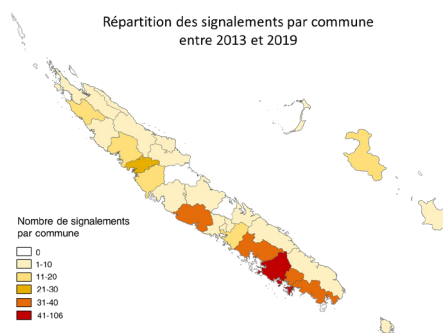 Répartition des signalements par commune
entre 2013 et 2019
Nombre de signalements
par commune
0
1-10
11-20
21-30
31-40
41-106